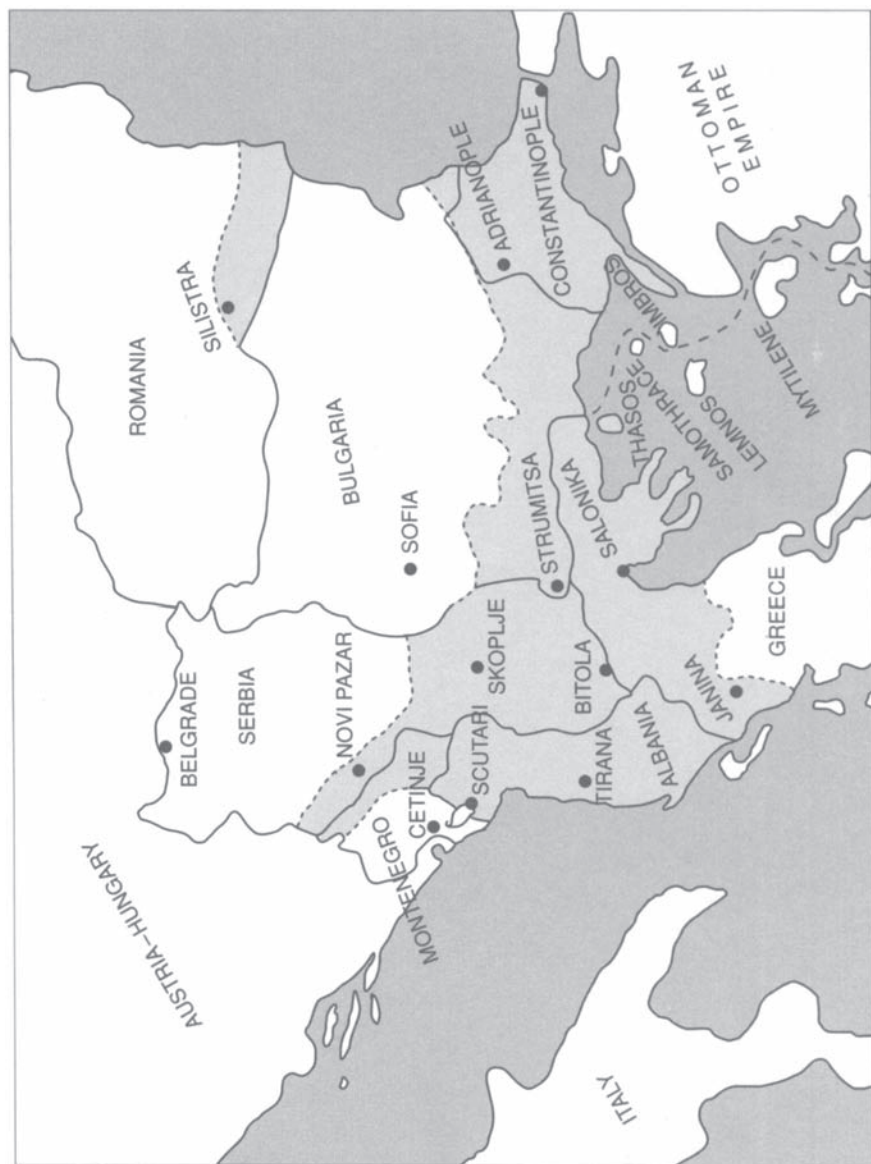 AUSTRIA–HUNGARY
ROMANIA
BELGRADE
SILISTRA
SERBIA
BULGARIA
NOVI PAZAR
SOFIA
MONTENEGRO
CETINJE
SCUTARI
SKOPLJE
STRUMITSA
ADRIANOPLE
CONSTANTINOPLE
ITALY
TIRANA
BITOLA
SALONIKA
ALBANIA
THASOS
SAMOTHRACE
IMBROS
LEMNOS
OTTOMAN
EMPIRE
JANINA
GREECE
MYTILENE